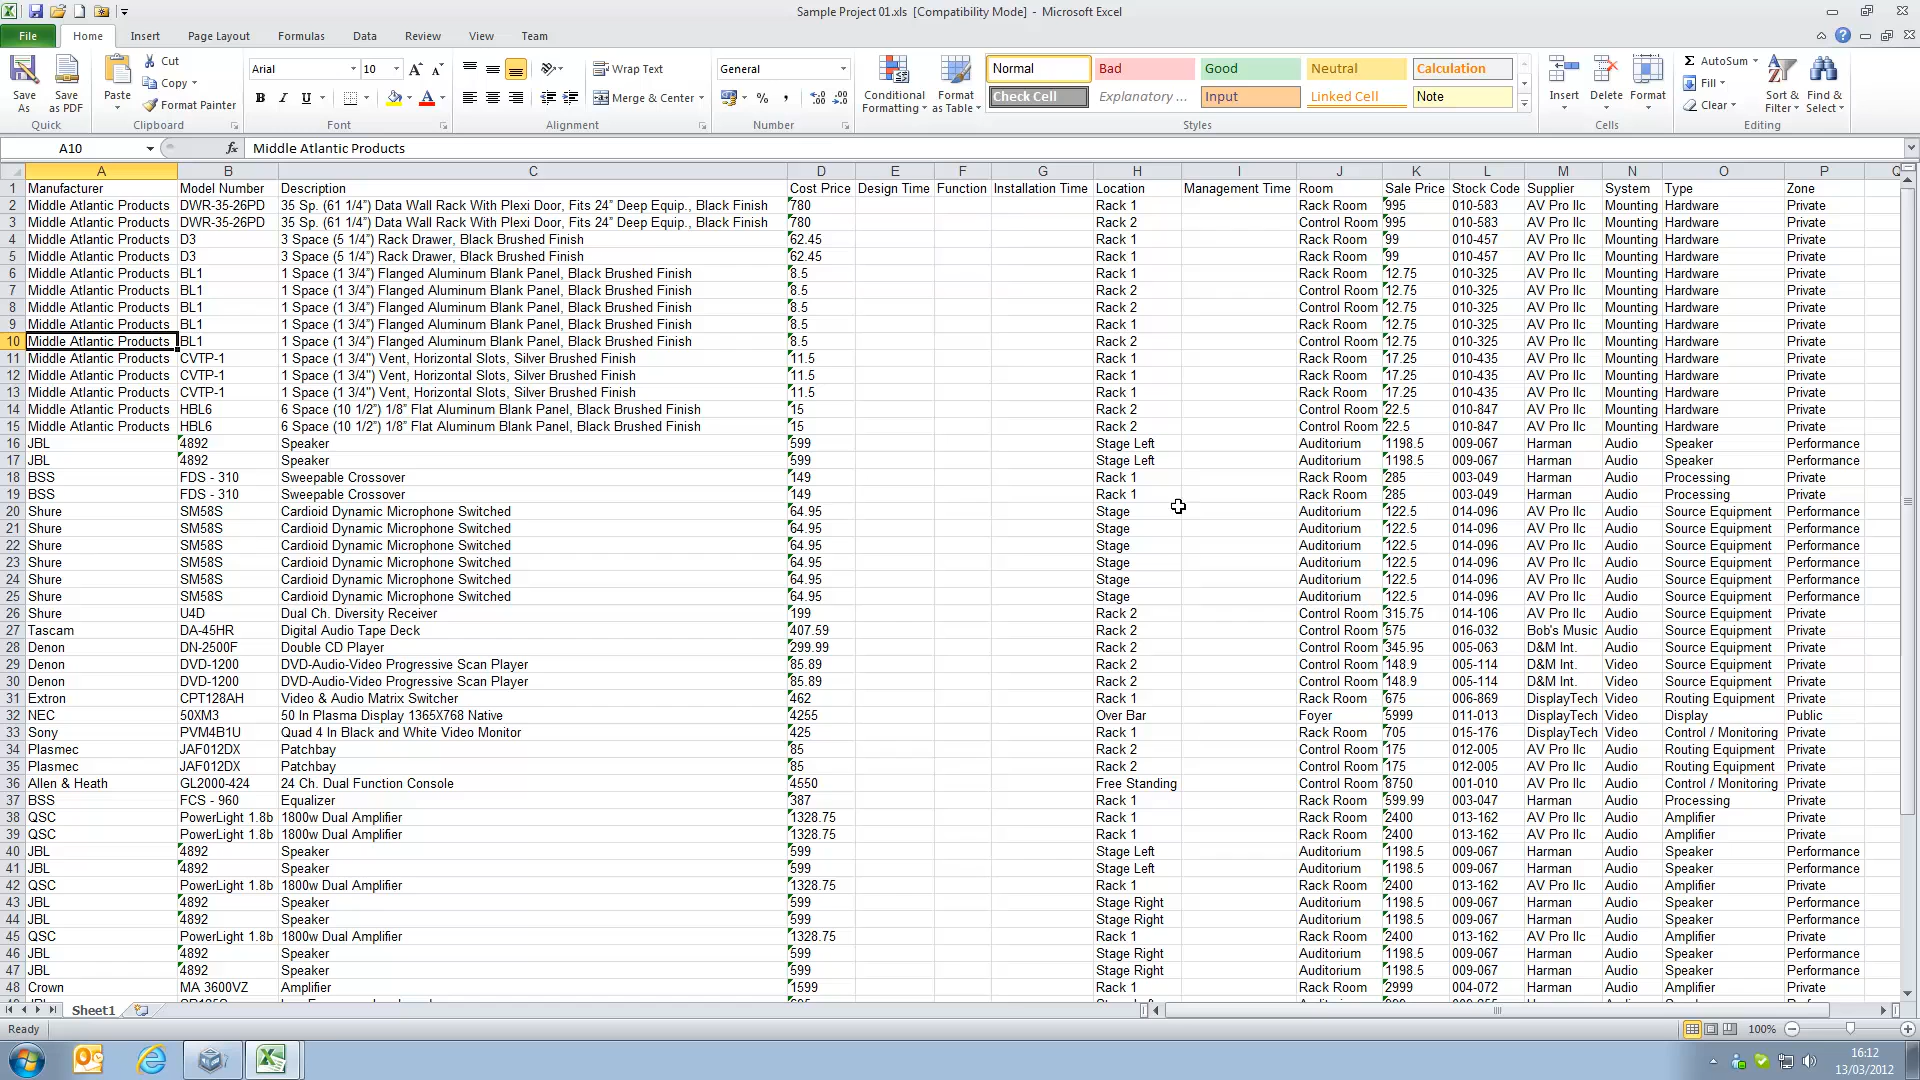 Sample Project 01.xls [Compatibility Mode] - Microsoft Excel
File Home Insert Page Layout Formulas Data Review View Team
Save As Save as PDF Quick
Paste Cut Copy Format Painter Clipboard
Arial 10 B I U A Font
Wrap Text Merge & Center Alignment
General % , Number
Conditional Formatting Format as Table Normal Bad Good Neutral Calculation
Check Cell Explanatory ... Input Linked Cell Note Styles
Insert Delete Format Cells
AutoSum Fill Clear Sort & Filter Find & Select Editing
A10 fx Middle Atlantic Products
A B C D E F G H I J K L M N O P Q
1 Manufacturer Model Number Description Cost Price Design Time Function Installation Time Location Management Time Room Sale Price Stock Code Supplier System Type Zone
2 Middle Atlantic Products DWR-35-26PD 35 Sp. (61 1/4") Data Wall Rack With Plexi Door, Fits 24” Deep Equip., Black Finish 780 Rack 1 Rack Room 995 010-583 AV Pro llc Mounting Hardware Private
3 Middle Atlantic Products DWR-35-26PD 35 Sp. (61 1/4") Data Wall Rack With Plexi Door, Fits 24” Deep Equip., Black Finish 780 Rack 2 Control Room 995 010-583 AV Pro llc Mounting Hardware Private
4 Middle Atlantic Products D3 3 Space (5 1/4”) Rack Drawer, Black Brushed Finish 62.45 Rack 1 Rack Room 99 010-457 AV Pro llc Mounting Hardware Private
5 Middle Atlantic Products D3 3 Space (5 1/4”) Rack Drawer, Black Brushed Finish 62.45 Rack 1 Rack Room 99 010-457 AV Pro llc Mounting Hardware Private
6 Middle Atlantic Products BL1 1 Space (1 3/4”) Flanged Aluminum Blank Panel, Black Brushed Finish 8.5 Rack 1 Rack Room 12.75 010-325 AV Pro llc Mounting Hardware Private
7 Middle Atlantic Products BL1 1 Space (1 3/4”) Flanged Aluminum Blank Panel, Black Brushed Finish 8.5 Rack 2 Control Room 12.75 010-325 AV Pro llc Mounting Hardware Private
8 Middle Atlantic Products BL1 1 Space (1 3/4”) Flanged Aluminum Blank Panel, Black Brushed Finish 8.5 Rack 2 Control Room 12.75 010-325 AV Pro llc Mounting Hardware Private
9 Middle Atlantic Products BL1 1 Space (1 3/4”) Flanged Aluminum Blank Panel, Black Brushed Finish 8.5 Rack 1 Rack Room 12.75 010-325 AV Pro llc Mounting Hardware Private
10 Middle Atlantic Products BL1 1 Space (1 3/4”) Flanged Aluminum Blank Panel, Black Brushed Finish 8.5 Rack 2 Control Room 12.75 010-325 AV Pro llc Mounting Hardware Private
11 Middle Atlantic Products CVTP-1 1 Space (1 3/4") Vent, Horizontal Slots, Silver Brushed Finish 11.5 Rack 1 Rack Room 17.25 010-435 AV Pro llc Mounting Hardware Private
12 Middle Atlantic Products CVTP-1 1 Space (1 3/4") Vent, Horizontal Slots, Silver Brushed Finish 11.5 Rack 1 Rack Room 17.25 010-435 AV Pro llc Mounting Hardware Private
13 Middle Atlantic Products CVTP-1 1 Space (1 3/4") Vent, Horizontal Slots, Silver Brushed Finish 11.5 Rack 1 Rack Room 17.25 010-435 AV Pro llc Mounting Hardware Private
14 Middle Atlantic Products HBL6 6 Space (10 1/2”) 1/8” Flat Aluminum Blank Panel, Black Brushed Finish 15 Rack 2 Control Room 22.5 010-847 AV Pro llc Mounting Hardware Private
15 Middle Atlantic Products HBL6 6 Space (10 1/2”) 1/8” Flat Aluminum Blank Panel, Black Brushed Finish 15 Rack 2 Control Room 22.5 010-847 AV Pro llc Mounting Hardware Private
16 JBL 4892 Speaker 599 Stage Left Auditorium 1198.5 009-067 Harman Audio Speaker Performance
17 JBL 4892 Speaker 599 Stage Left Auditorium 1198.5 009-067 Harman Audio Speaker Performance
18 BSS FDS - 310 Sweepable Crossover 149 Rack 1 Rack Room 285 003-049 Harman Audio Processing Private
19 BSS FDS - 310 Sweepable Crossover 149 Rack 1 Rack Room 285 003-049 Harman Audio Processing Private
20 Shure SM58S Cardioid Dynamic Microphone Switched 64.95 Stage Auditorium 122.5 014-096 AV Pro llc Audio Source Equipment Performance
21 Shure SM58S Cardioid Dynamic Microphone Switched 64.95 Stage Auditorium 122.5 014-096 AV Pro llc Audio Source Equipment Performance
22 Shure SM58S Cardioid Dynamic Microphone Switched 64.95 Stage Auditorium 122.5 014-096 AV Pro llc Audio Source Equipment Performance
23 Shure SM58S Cardioid Dynamic Microphone Switched 64.95 Stage Auditorium 122.5 014-096 AV Pro llc Audio Source Equipment Performance
24 Shure SM58S Cardioid Dynamic Microphone Switched 64.95 Stage Auditorium 122.5 014-096 AV Pro llc Audio Source Equipment Performance
25 Shure SM58S Cardioid Dynamic Microphone Switched 64.95 Stage Auditorium 122.5 014-096 AV Pro llc Audio Source Equipment Performance
26 Shure U4D Dual Ch. Diversity Receiver 199 Rack 2 Control Room 315.75 014-106 AV Pro llc Audio Source Equipment Private
27 Tascam DA-45HR Digital Audio Tape Deck 407.59 Rack 2 Control Room 575 016-032 Bob's Music Audio Source Equipment Private
28 Denon DN-2500F Double CD Player 299.99 Rack 2 Control Room 345.95 005-063 D&M Int. Audio Source Equipment Private
29 Denon DVD-1200 DVD-Audio-Video Progressive Scan Player 85.89 Rack 2 Control Room 148.9 005-114 D&M Int. Video Source Equipment Private
30 Denon DVD-1200 DVD-Audio-Video Progressive Scan Player 85.89 Rack 2 Control Room 148.9 005-114 D&M Int. Video Source Equipment Private
31 Extron CPT128AH Video & Audio Matrix Switcher 462 Rack 1 Rack Room 675 006-869 DisplayTech Video Routing Equipment Private
32 NEC 50XM3 50 In Plasma Display 1365X768 Native 4255 Over Bar Foyer 5999 011-013 DisplayTech Video Display Public
33 Sony PVM4B1U Quad 4 In Black and White Video Monitor 425 Rack 1 Rack Room 705 015-176 DisplayTech Video Control / Monitoring Private
34 Plasmec JAF012DX Patchbay 85 Rack 2 Control Room 175 012-005 AV Pro llc Audio Routing Equipment Private
35 Plasmec JAF012DX Patchbay 85 Rack 2 Control Room 175 012-005 AV Pro llc Audio Routing Equipment Private
36 Allen & Heath GL2000-424 24 Ch. Dual Function Console 4550 Free Standing Control Room 8750 001-010 AV Pro llc Audio Control / Monitoring Private
37 BSS FCS - 960 Equalizer 387 Rack 1 Rack Room 599.99 003-047 Harman Audio Processing Private
38 QSC PowerLight 1.8b 1800w Dual Amplifier 1328.75 Rack 1 Rack Room 2400 013-162 AV Pro llc Audio Amplifier Private
39 QSC PowerLight 1.8b 1800w Dual Amplifier 1328.75 Rack 1 Rack Room 2400 013-162 AV Pro llc Audio Amplifier Private
40 JBL 4892 Speaker 599 Stage Left Auditorium 1198.5 009-067 Harman Audio Speaker Performance
41 JBL 4892 Speaker 599 Stage Left Auditorium 1198.5 009-067 Harman Audio Speaker Performance
42 QSC PowerLight 1.8b 1800w Dual Amplifier 1328.75 Rack 1 Rack Room 2400 013-162 AV Pro llc Audio Amplifier Private
43 JBL 4892 Speaker 599 Stage Right Auditorium 1198.5 009-067 Harman Audio Speaker Performance
44 JBL 4892 Speaker 599 Stage Right Auditorium 1198.5 009-067 Harman Audio Speaker Performance
45 QSC PowerLight 1.8b 1800w Dual Amplifier 1328.75 Rack 1 Rack Room 2400 013-162 AV Pro llc Audio Amplifier Private
46 JBL 4892 Speaker 599 Stage Right Auditorium 1198.5 009-067 Harman Audio Speaker Performance
47 JBL 4892 Speaker 599 Stage Right Auditorium 1198.5 009-067 Harman Audio Speaker Performance
48 Crown MA 3600VZ Amplifier 1599 Rack 1 Rack Room 2999 004-072 Harman Audio Amplifier Private
Sheet1
Ready 100%
16:12
13/03/2012